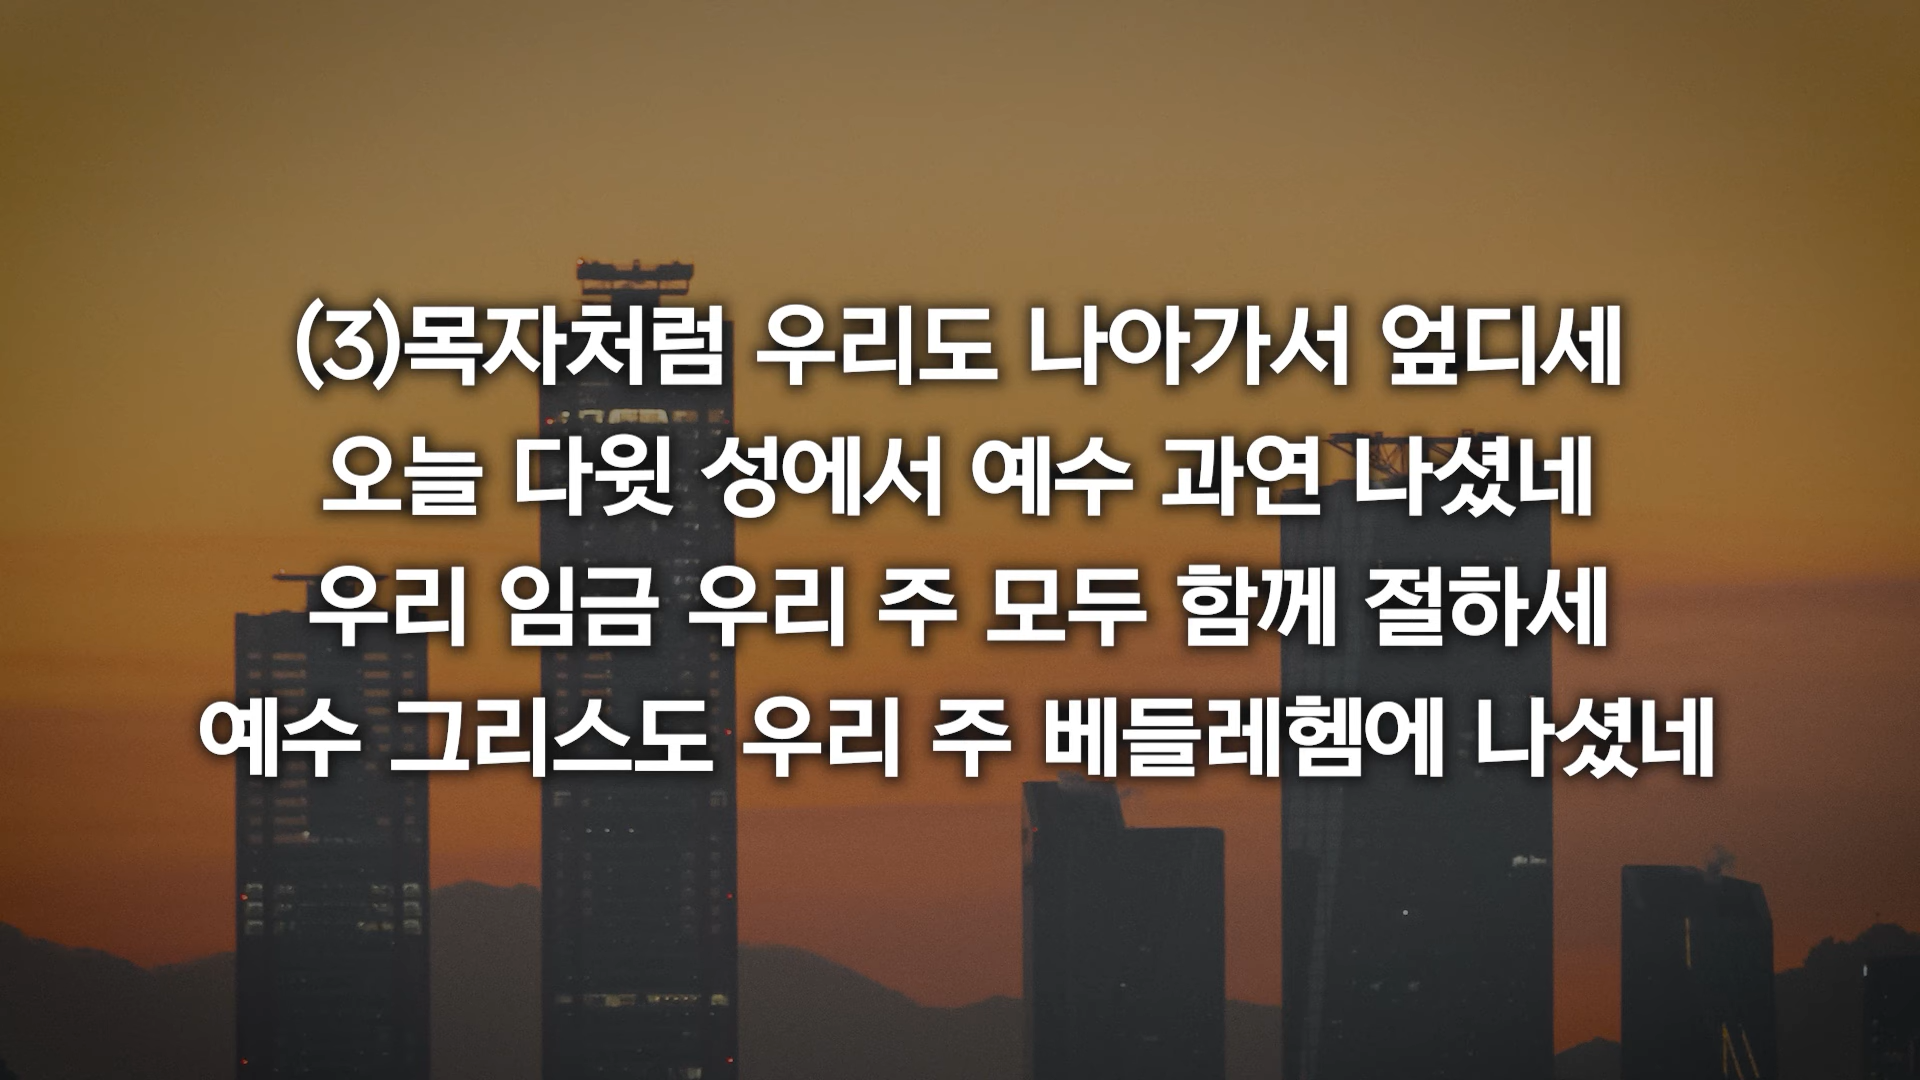 (3)목자처럼 우리도 나아가서 엎디세
오늘 다윗 성에서 예수 과연 나셨네
우리 임금 우리 주 모두 함께 절하세
예수 그리스도 우리 주 베들레헴에 나셨네